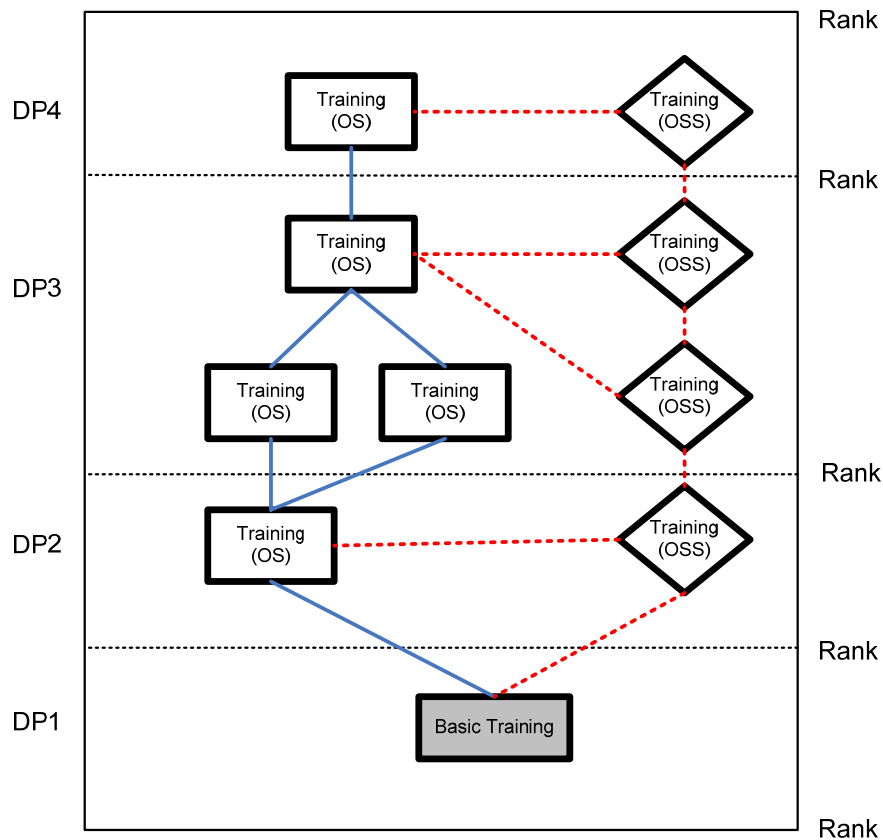 Rank
DP4
Training
(OS)
Training
(OSS)
Rank
DP3
Training
(OS)
Training
(OSS)
Training
(OS)
Training
(OS)
Training
(OSS)
Rank
DP2
Training
(OS)
Training
(OSS)
Rank
DP1
Basic Training
Rank